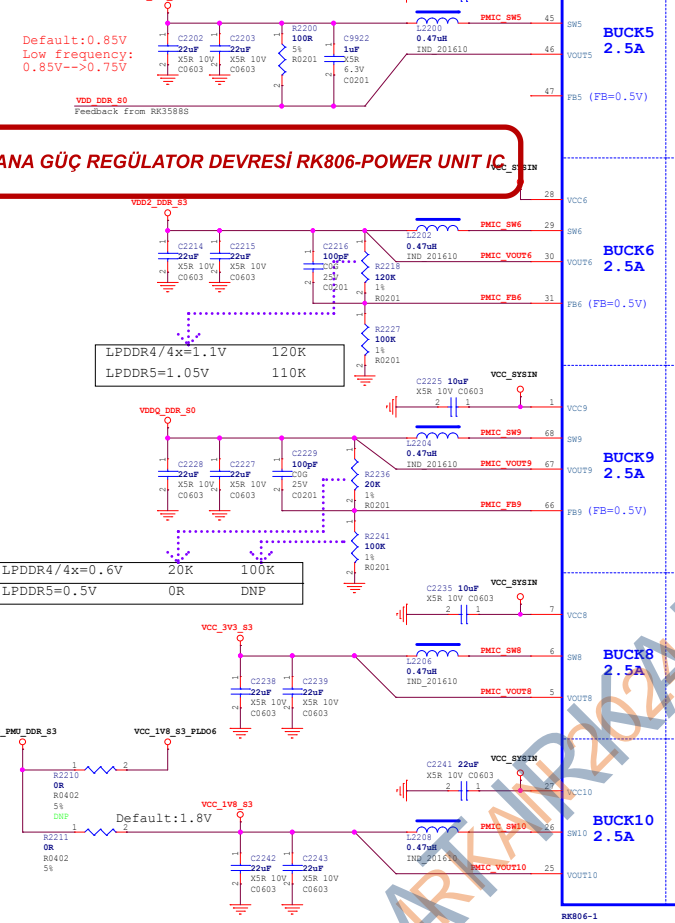 L2200
0.47uH
IND_201610
PMIC_SW5
45
SW5
BUCK5
2.5A
46
VOUT5
47
FB5 (FB=0.5V)
Default:0.85V
Low frequency:
0.85V-->0.75V
C2202
22uF
X5R 10V
C0603
C2203
22uF
X5R 10V
C0603
R2200
100R
5%
R0201
C9922
1uF
X5R
6.3V
C0201
VDD_DDR_S0
Feedback from RK3588S
ANA GÜÇ REGÜLATOR DEVRESİ RK806-POWER UNIT IC
VCC_SYSIN
28
VCC6
VDD2_DDR_S3
L2202
0.47uH
IND_201610
PMIC_SW6
29
SW6
BUCK6
2.5A
PMIC_VOUT6
30
VOUT6
PMIC_FB6
31
FB6 (FB=0.5V)
C2214
22uF
X5R 10V
C0603
C2215
22uF
X5R 10V
C0603
C2216
100pF
C0G
25V
C0201
R2218
120K
1%
R0201
R2227
100K
1%
R0201
LPDDR4/4x=1.1V 120K
LPDDR5=1.05V 110K
C2225 10uF
X5R 10V C0603
2 1
VCC_SYSIN
1
VCC9
VDDQ_DDR_S0
L2204
0.47uH
IND_201610
PMIC_SW9
68
SW9
BUCK9
2.5A
PMIC_VOUT9
67
VOUT9
PMIC_FB9
66
FB9 (FB=0.5V)
C2228
22uF
X5R 10V
C0603
C2227
22uF
X5R 10V
C0603
C2229
100pF
C0G
25V
C0201
R2236
20K
1%
R0201
R2241
100K
1%
R0201
LPDDR4/4x=0.6V 20K 100K
LPDDR5=0.5V 0R DNP
C2235 10uF
X5R 10V C0603
2 1
VCC_SYSIN
7
VCC8
VCC_3V3_S3
L2206
0.47uH
IND_201610
PMIC_SW8
6
SW8
BUCK8
2.5A
PMIC_VOUT8
5
VOUT8
C2238
22uF
X5R 10V
C0603
C2239
22uF
X5R 10V
C0603
_PMU_DDR_S3
VCC_1V8_S3_PLDO6
1 2
R2210
0R
R0402
5%
DNP
C2241 22uF
X5R 10V C0603
2 1
VCC_SYSIN
27
VCC10
VCC_1V8_S3
Default:1.8V
1 2
R2211
0R
R0402
5%
L2208
0.47uH
IND_201610
PMIC_SW10
26
SW10
BUCK10
2.5A
PMIC_VOUT10
25
VOUT10
C2242
22uF
X5R 10V
C0603
C2243
22uF
X5R 10V
C0603
RK806-1